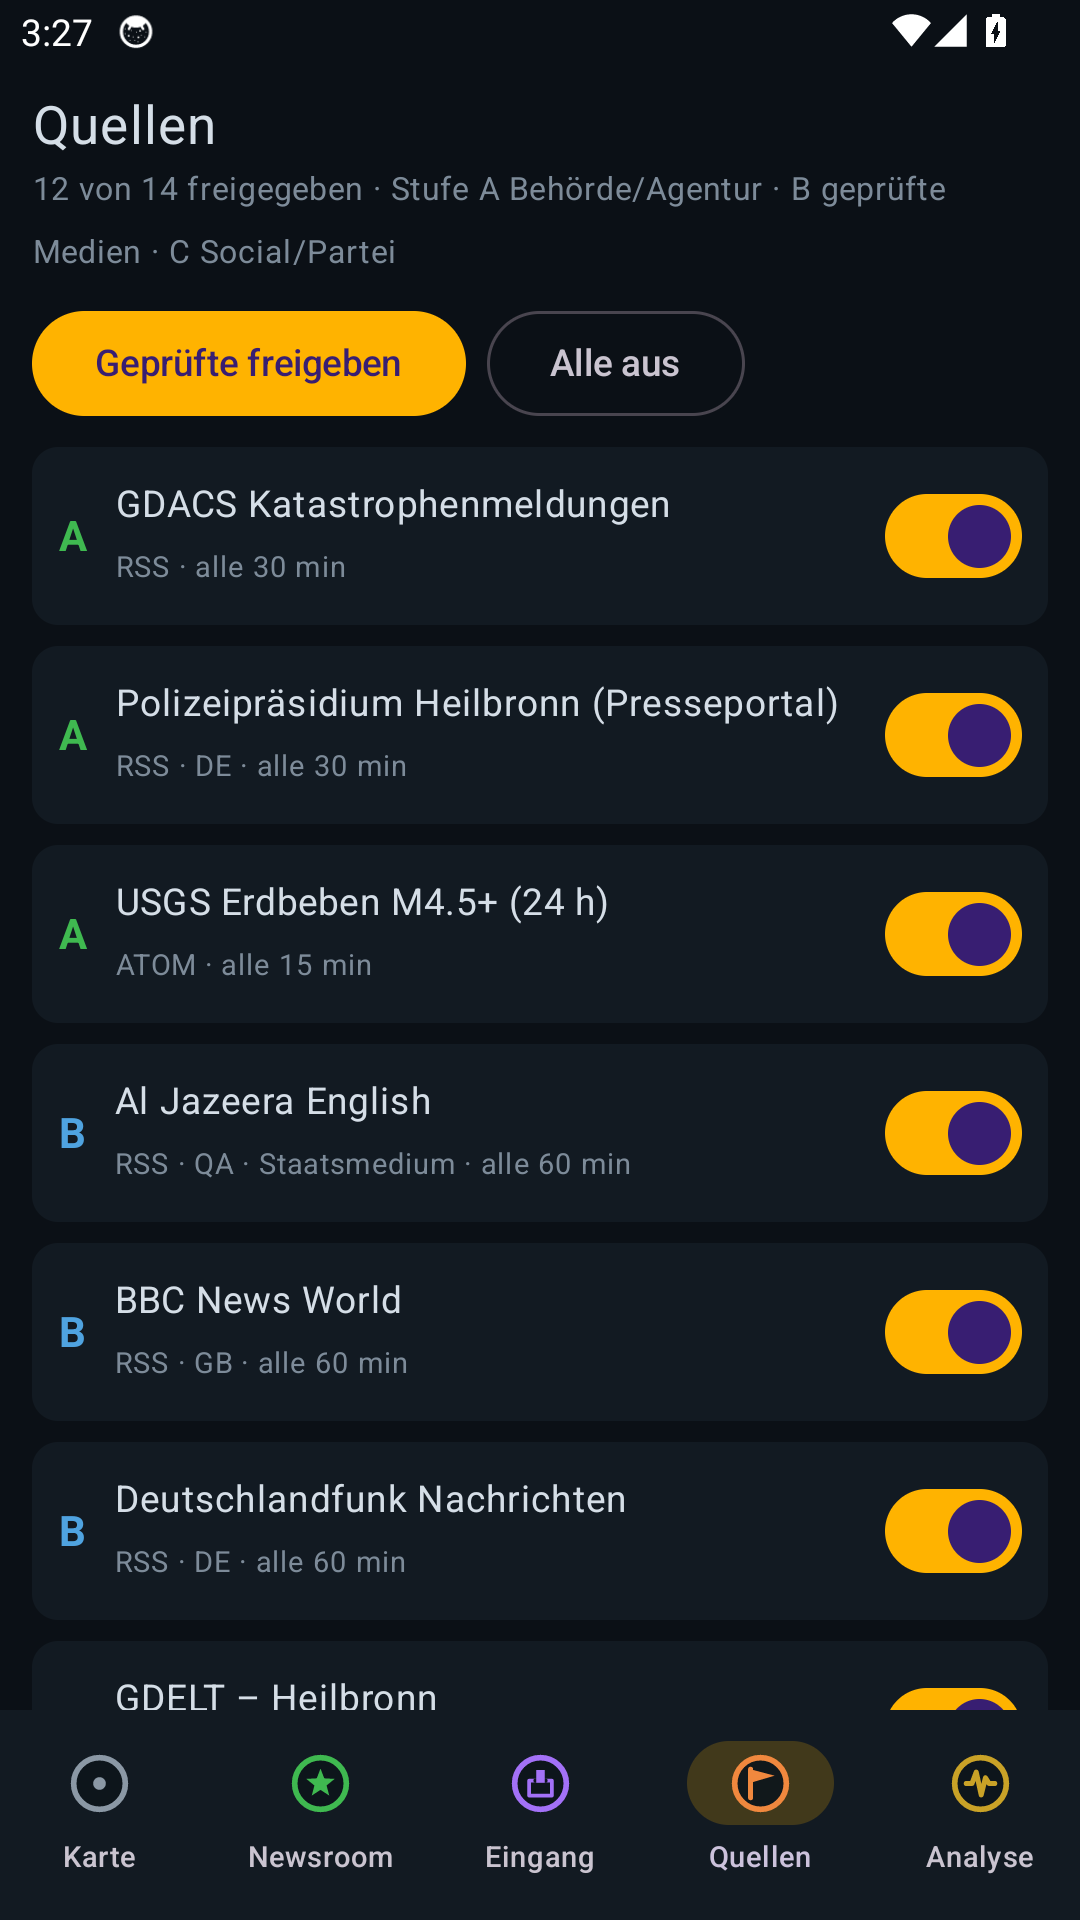 3:27
Quellen
12 von 14 freigegeben · Stufe A Behörde/Agentur · B geprüfte
Medien · C Social/Partei
Geprüfte freigeben
Alle aus
A
GDACS Katastrophenmeldungen
RSS · alle 30 min
A
Polizeipräsidium Heilbronn (Presseportal)
RSS · DE · alle 30 min
A
USGS Erdbeben M4.5+ (24 h)
ATOM · alle 15 min
B
Al Jazeera English
RSS · QA · Staatsmedium · alle 60 min
B
BBC News World
RSS · GB · alle 60 min
B
Deutschlandfunk Nachrichten
RSS · DE · alle 60 min
GDELT – Heilbronn
Karte
Newsroom
Eingang
Quellen
Analyse